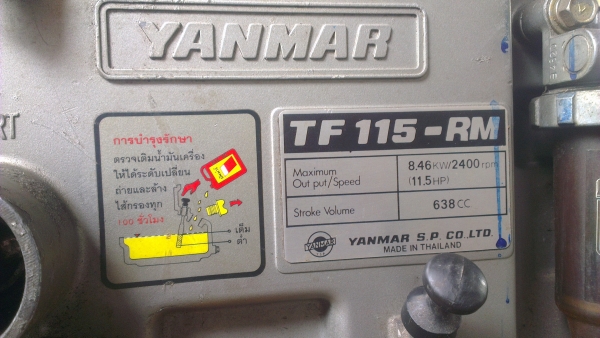 YANMAR
RT
การบำรุงรักษา
ตรวจเติมน้ำมันเครื่อง
ให้ได้ระดับเปลี่ยน
ถ่ายและล้าง
ไส้กรองทุก
100 ชั่วโมง
เต็ม
ต่ำ
TF 115-RM
Maximum
Out put/Speed
8.46KW/2400 rpm
(11.5HP)
Stroke Volume
638CC
YANMAR
YANMAR S.P. CO.LTD.
MADE IN THAILAND